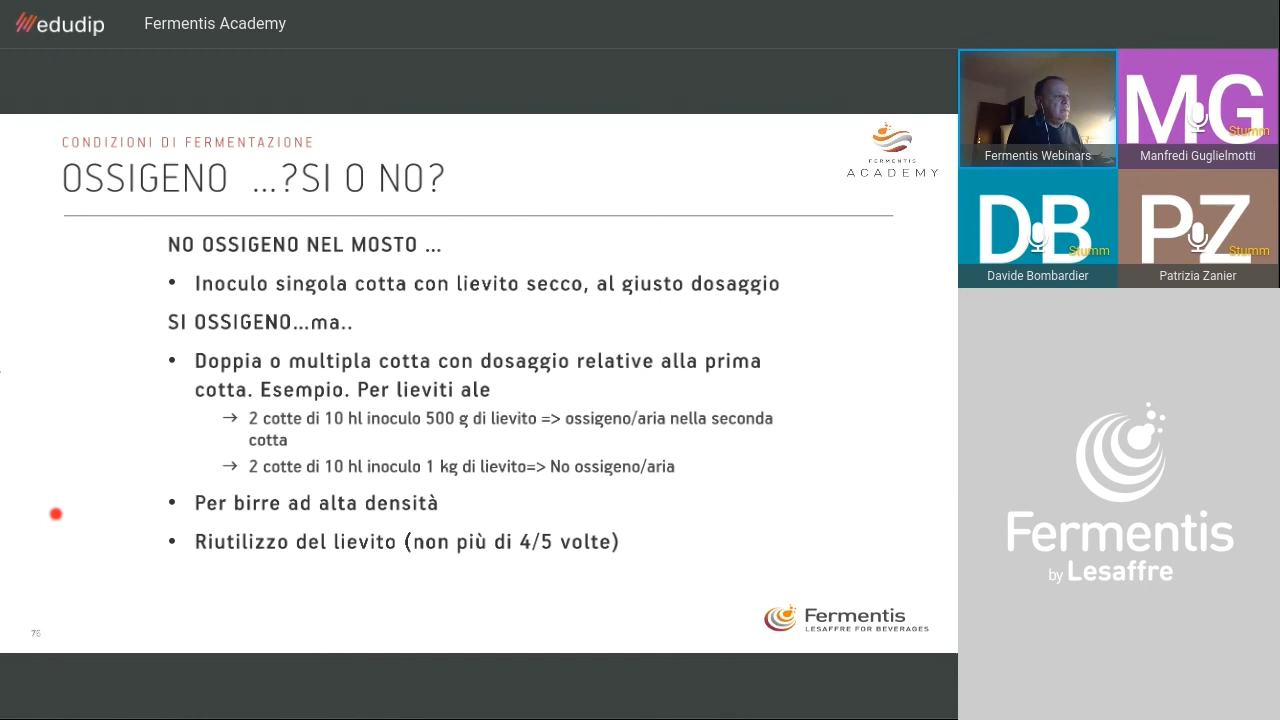 edudip
Fermentis Academy
CONDIZIONI DI FERMENTAZIONE
OSSIGENO ...?SI O NO?
FERMENTIS
ACADEMY
NO OSSIGENO NEL MOSTO ...
• Inoculo singola cotta con lievito secco, al giusto dosaggio
SI OSSIGENO...ma..
• Doppia o multipla cotta con dosaggio relative alla prima
cotta. Esempio. Per lieviti ale
→ 2 cotte di 10 hl inoculo 500 g di lievito => ossigeno/aria nella seconda
cotta
→ 2 cotte di 10 hl inoculo 1 kg di lievito=> No ossigeno/aria
• Per birre ad alta densità
• Riutilizzo del lievito (non più di 4/5 volte)
Fermentis
LESAFFRE FOR BEVERAGES
Fermentis Webinars
MG
Stumm
Manfredi Guglielmotti
DB
Stumm
Davide Bombardier
PZ
Stumm
Patrizia Zanier
Fermentis
by Lesaffre